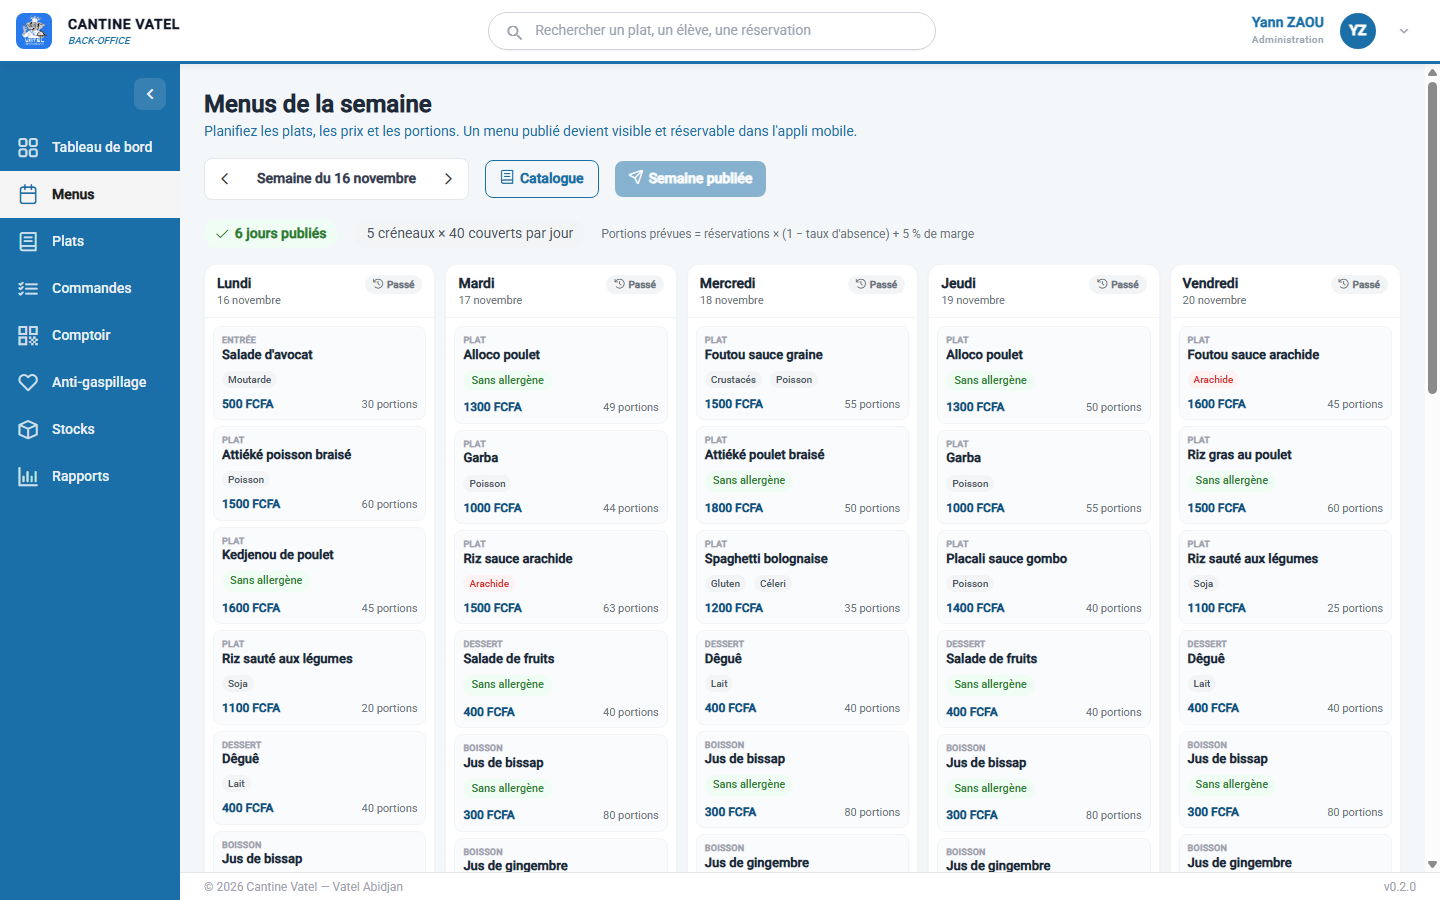 CANTINE VATEL
BACK-OFFICE
Rechercher un plat, un élève, une réservation
Yann ZAOU
Administration
YZ
Tableau de bord
Menus
Plats
Commandes
Comptoir
Anti-gaspillage
Stocks
Rapports
Menus de la semaine
Planifiez les plats, les prix et les portions. Un menu publié devient visible et réservable dans l'appli mobile.
Semaine du 16 novembre
Catalogue
Semaine publiée
6 jours publiés
5 créneaux × 40 couverts par jour
Portions prévues = réservations × (1 − taux d'absence) + 5 % de marge
Lundi
Passé
16 novembre
ENTRÉE
Salade d'avocat
Moutarde
500 FCFA
30 portions
PLAT
Attiéké poisson braisé
Poisson
1500 FCFA
60 portions
PLAT
Kedjenou de poulet
Sans allergène
1600 FCFA
45 portions
PLAT
Riz sauté aux légumes
Soja
1100 FCFA
20 portions
DESSERT
Dêguê
Lait
400 FCFA
40 portions
BOISSON
Jus de bissap
Mardi
Passé
17 novembre
PLAT
Alloco poulet
Sans allergène
1300 FCFA
49 portions
PLAT
Garba
Poisson
1000 FCFA
44 portions
PLAT
Riz sauce arachide
Arachide
1500 FCFA
63 portions
DESSERT
Salade de fruits
Sans allergène
400 FCFA
40 portions
BOISSON
Jus de bissap
Sans allergène
300 FCFA
80 portions
BOISSON
Jus de gingembre
Mercredi
Passé
18 novembre
PLAT
Foutou sauce graine
Crustacés Poisson
1500 FCFA
55 portions
PLAT
Attiéké poulet braisé
Sans allergène
1800 FCFA
50 portions
PLAT
Spaghetti bolognaise
Gluten Céleri
1200 FCFA
35 portions
DESSERT
Dêguê
Lait
400 FCFA
40 portions
BOISSON
Jus de bissap
Sans allergène
300 FCFA
80 portions
BOISSON
Jus de gingembre
Jeudi
Passé
19 novembre
PLAT
Alloco poulet
Sans allergène
1300 FCFA
50 portions
PLAT
Garba
Poisson
1000 FCFA
55 portions
PLAT
Placali sauce gombo
Poisson
1400 FCFA
40 portions
DESSERT
Salade de fruits
Sans allergène
400 FCFA
40 portions
BOISSON
Jus de bissap
Sans allergène
300 FCFA
80 portions
BOISSON
Jus de gingembre
Vendredi
Passé
20 novembre
PLAT
Foutou sauce arachide
Arachide
1600 FCFA
45 portions
PLAT
Riz gras au poulet
Sans allergène
1500 FCFA
60 portions
PLAT
Riz sauté aux légumes
Soja
1100 FCFA
25 portions
DESSERT
Dêguê
Lait
400 FCFA
40 portions
BOISSON
Jus de bissap
Sans allergène
300 FCFA
80 portions
BOISSON
Jus de gingembre
© 2026 Cantine Vatel — Vatel Abidjan
v0.2.0